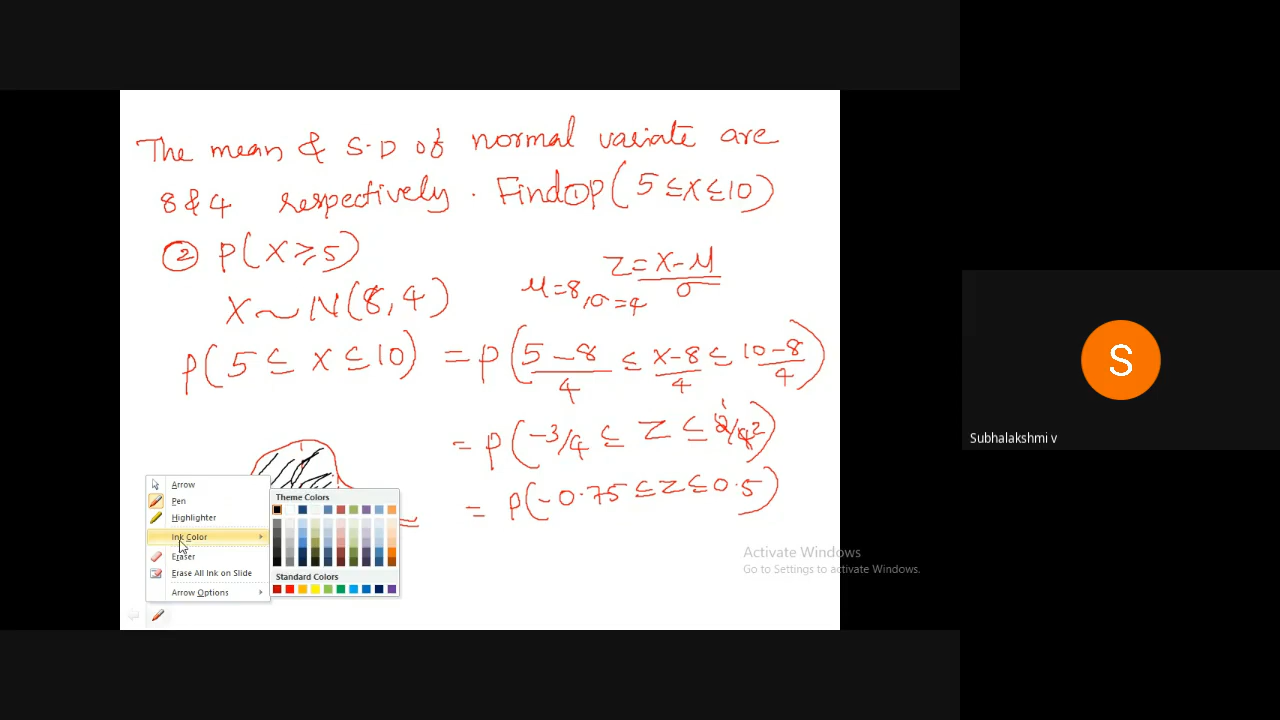 The mean & S.D of normal variate are
8 & 4 respectively. Find ① P(5 ≤ X ≤ 10)
② P(X ≥ 5)
Z = X-μ/σ
μ=8, σ=4
X ~ N(8,4)
P(5 ≤ X ≤ 10) = P(5-8/4 ≤ X-8/4 ≤ 10-8/4)
= P(-3/4 ≤ Z ≤ 2/4)
= P(-0.75 ≤ Z ≤ 0.5)
Arrow
Pen
Highlighter
Ink Color
Eraser
Erase All Ink on Slide
Arrow Options
Theme Colors
Standard Colors
Activate Windows
Go to Settings to activate Windows.
S
Subhalakshmi v